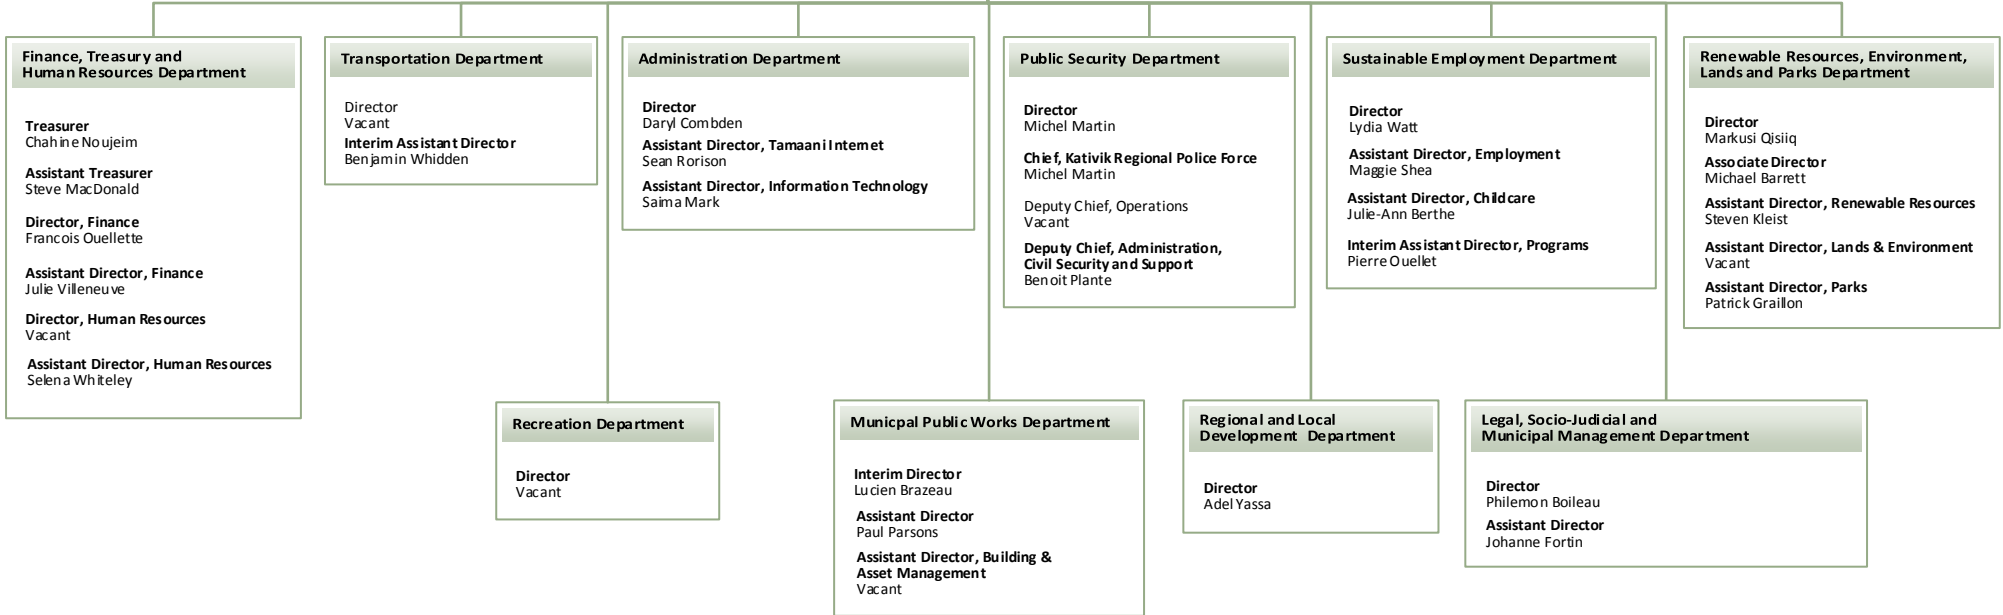 Finance, Treasury and
Human Resources Department
Treasurer
Chahine Noujeim
Assistant Treasurer
Steve MacDonald
Director, Finance
Francois Ouellette
Assistant Director, Finance
Julie Villeneuve
Director, Human Resources
Vacant
Assistant Director, Human Resources
Selena Whiteley
Transportation Department
Director
Vacant
Interim Assistant Director
Benjamin Whidden
Administration Department
Director
Daryl Combden
Assistant Director, Tamaani Internet
Sean Rorison
Assistant Director, Information Technology
Saima Mark
Public Security Department
Director
Michel Martin
Chief, Kativik Regional Police Force
Michel Martin
Deputy Chief, Operations
Vacant
Deputy Chief, Administration,
Civil Security and Support
Benoit Plante
Sustainable Employment Department
Director
Lydia Watt
Assistant Director, Employment
Maggie Shea
Assistant Director, Childcare
Julie-Ann Berthe
Interim Assistant Director, Programs
Pierre Ouellet
Renewable Resources, Environment,
Lands and Parks Department
Director
Markusi Qisiiq
Associate Director
Michael Barrett
Assistant Director, Renewable Resources
Steven Kleist
Assistant Director, Lands & Environment
Vacant
Assistant Director, Parks
Patrick Graillon
Recreation Department
Director
Vacant
Municpal Public Works Department
Interim Director
Lucien Brazeau
Assistant Director
Paul Parsons
Assistant Director, Building &
Asset Management
Vacant
Regional and Local
Development Department
Director
Adel Yassa
Legal, Socio-Judicial and
Municipal Management Department
Director
Philemon Boileau
Assistant Director
Johanne Fortin